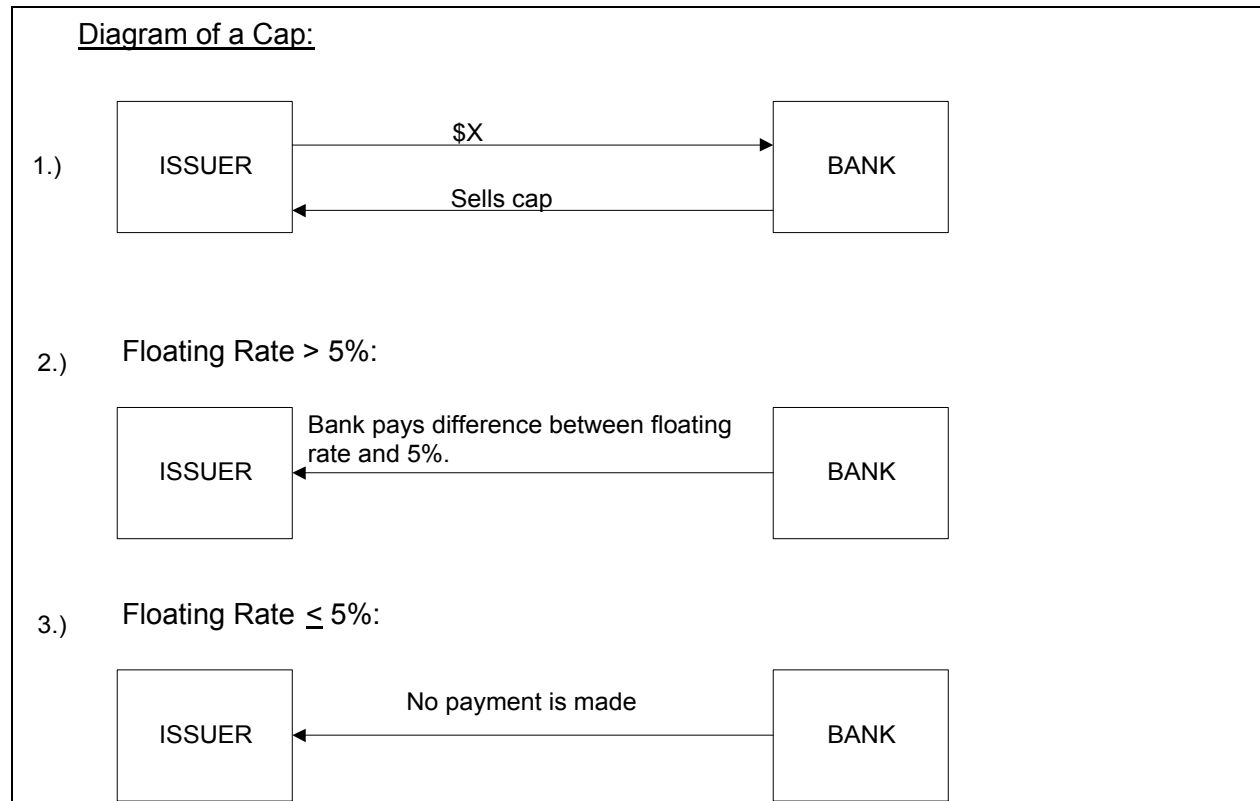 Diagram of a Cap:
1.)
ISSUER
$X
Sells cap
BANK
2.)
Floating Rate > 5%:
ISSUER
Bank pays difference between floating
rate and 5%.
BANK
3.)
Floating Rate ≤ 5%:
ISSUER
No payment is made
BANK